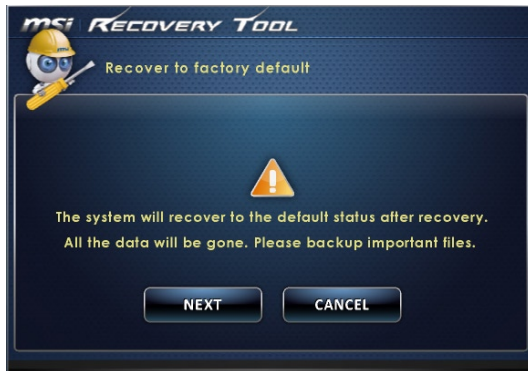 msi RECOVERY TOOL
Recover to factory default
The system will recover to the default status after recovery.
All the data will be gone. Please backup important files.
NEXT CANCEL